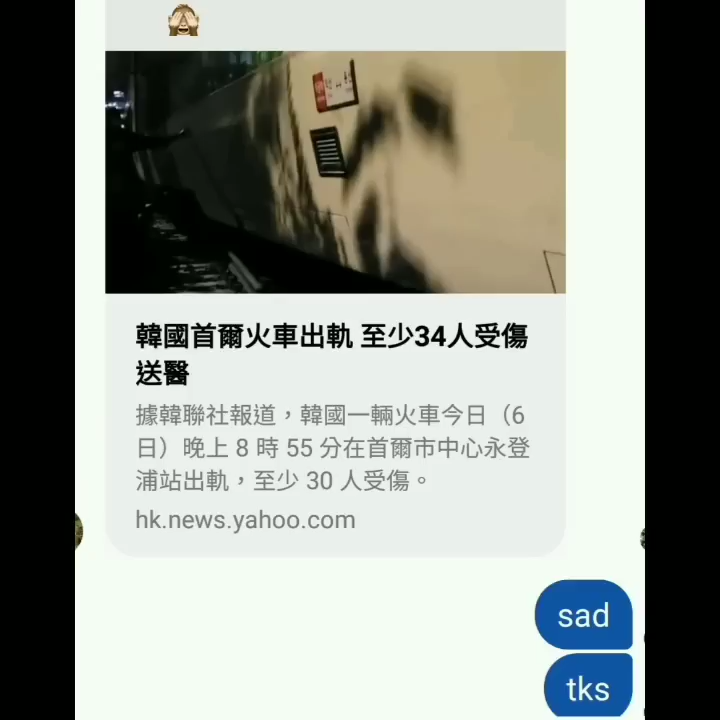 韓國首爾火車出軌 至少34人受傷
送醫
據韓聯社報道，韓國一輛火車今日（6
日）晚上 8 時 55 分在首爾市中心永登
浦站出軌，至少 30 人受傷。
hk.news.yahoo.com
sad
tks